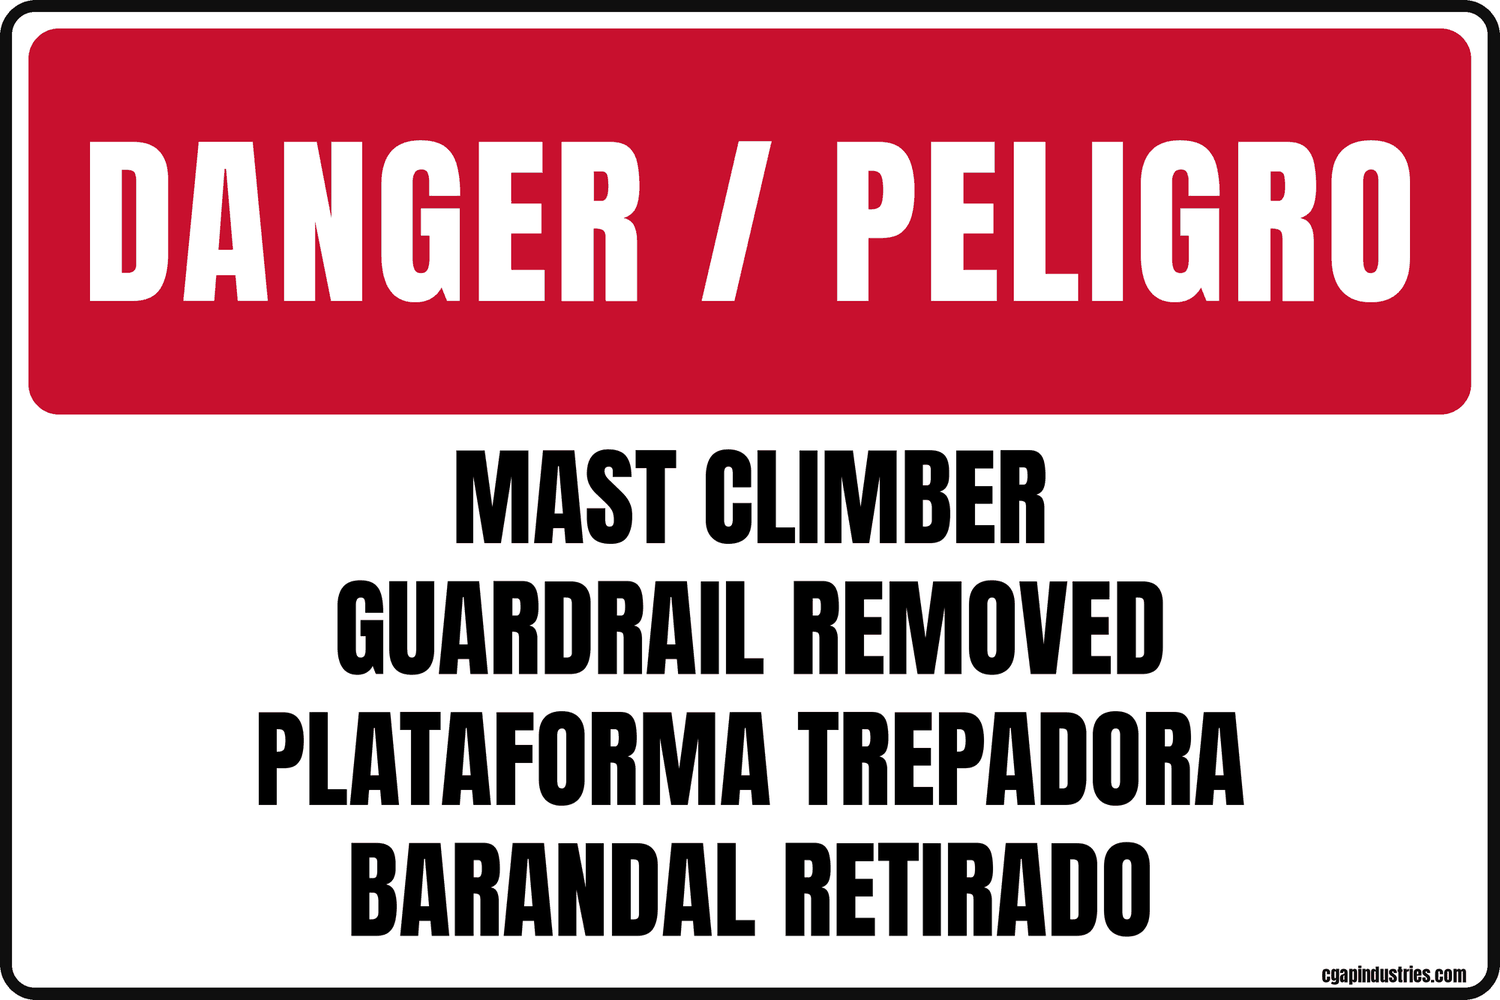 DANGER / PELIGRO
MAST CLIMBER
GUARDRAIL REMOVED
PLATAFORMA TREPADORA
BARANDAL RETIRADO
cgapindustries.com